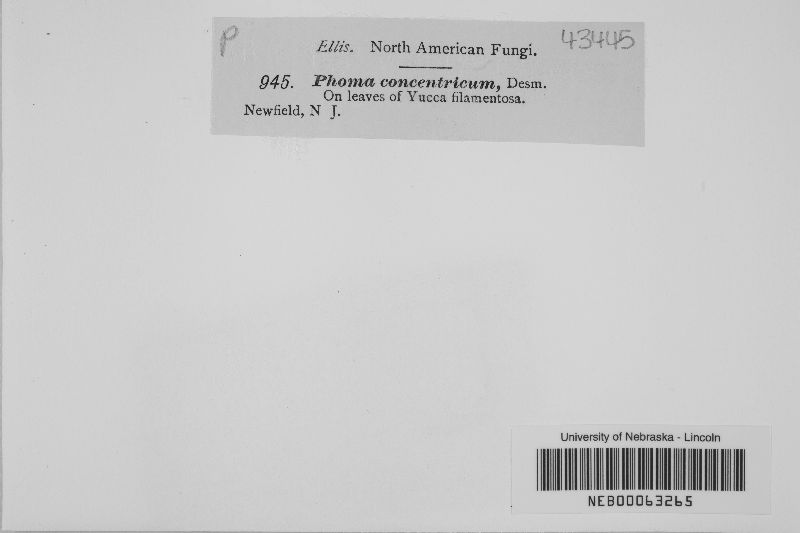 P
Ellis. North American Fungi. 43445
945. Phoma concentricum, Desm.
On leaves of Yucca filamentosa.
Newfield, N J.
University of Nebraska - Lincoln
NEB00063265